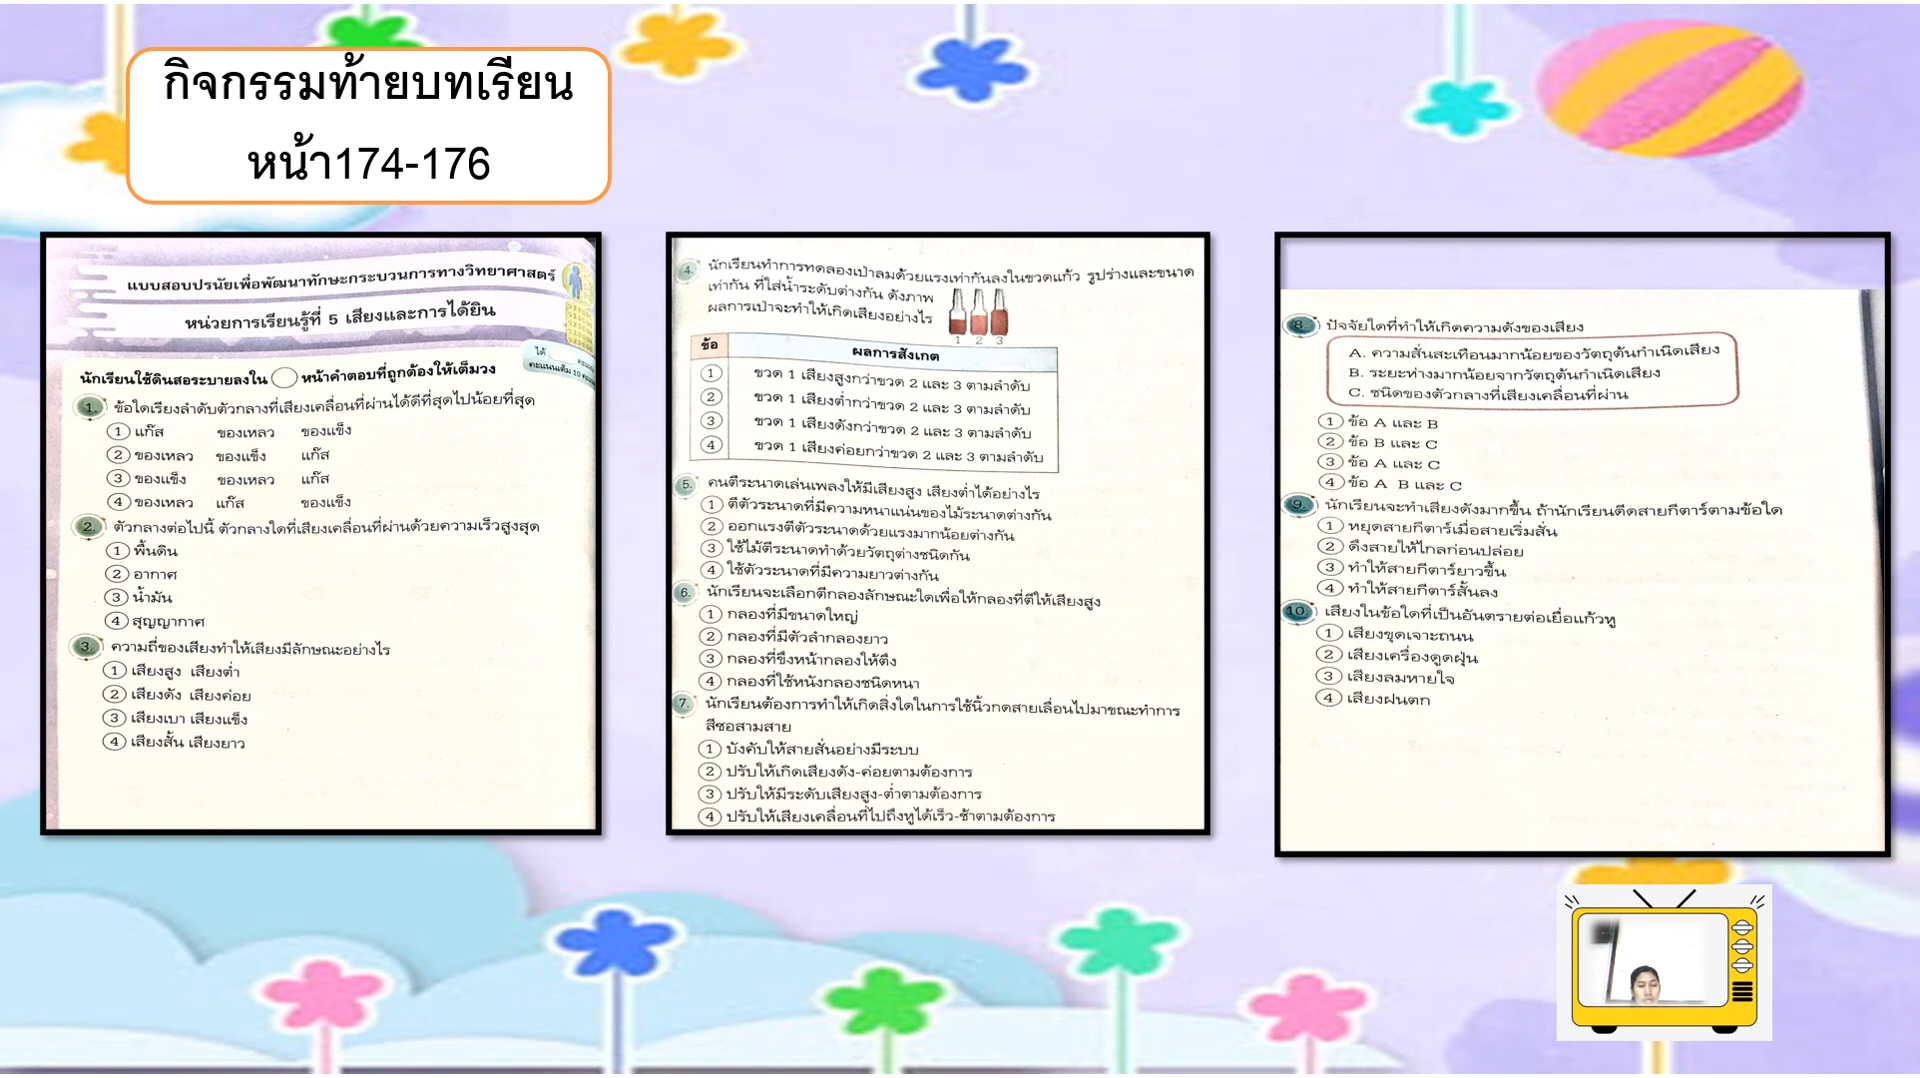 กิจกรรมท้ายบทเรียน
หน้า174-176
แบบสอบปรนัยเพื่อพัฒนาทักษะกระบวนการทางวิทยาศาสตร์
หน่วยการเรียนรู้ที่ 5 เสียงและการได้ยิน
ได้ คะแนน
คะแนนเต็ม 10
นักเรียนใช้ดินสอระบายลงใน หน้าคำตอบที่ถูกต้องให้เต็มวง
1. ข้อใดเรียงลำดับตัวกลางที่เสียงเคลื่อนที่ผ่านได้ดีที่สุดไปน้อยที่สุด
1 แก๊ส ของเหลว ของแข็ง
2 ของเหลว ของแข็ง แก๊ส
3 ของแข็ง ของเหลว แก๊ส
4 ของเหลว แก๊ส ของแข็ง
2. ตัวกลางต่อไปนี้ ตัวกลางใดที่เสียงเคลื่อนที่ผ่านด้วยความเร็วสูงสุด
1 พื้นดิน
2 อากาศ
3 น้ำมัน
4 สุญญากาศ
3. ความถี่ของเสียงทำให้เสียงมีลักษณะอย่างไร
1 เสียงสูง เสียงต่ำ
2 เสียงดัง เสียงค่อย
3 เสียงเบา เสียงแข็ง
4 เสียงสั้น เสียงยาว
4. นักเรียนทำการทดลองเป่าลมด้วยแรงเท่ากันลงในขวดแก้ว รูปร่างและขนาด
เท่ากัน ที่ใส่น้ำระดับต่างกัน ดังภาพ
ผลการเป่าจะทำให้เกิดเสียงอย่างไร
1 2 3
ข้อ ผลการสังเกต
1 ขวด 1 เสียงสูงกว่าขวด 2 และ 3 ตามลำดับ
2 ขวด 1 เสียงต่ำกว่าขวด 2 และ 3 ตามลำดับ
3 ขวด 1 เสียงดังกว่าขวด 2 และ 3 ตามลำดับ
4 ขวด 1 เสียงค่อยกว่าขวด 2 และ 3 ตามลำดับ
5. คนตีระนาดเล่นเพลงให้มีเสียงสูง เสียงต่ำได้อย่างไร
1 ตีตัวระนาดที่มีความหนาแน่นของไม้ระนาดต่างกัน
2 ออกแรงตีตัวระนาดด้วยแรงมากน้อยต่างกัน
3 ใช้ไม้ตีระนาดทำด้วยวัตถุต่างชนิดกัน
4 ใช้ตัวระนาดที่มีความยาวต่างกัน
6. นักเรียนจะเลือกตีกลองลักษณะใดเพื่อให้กลองที่ตีให้เสียงสูง
1 กลองที่มีขนาดใหญ่
2 กลองที่มีตัวลำกลองยาว
3 กลองที่ขึงหน้ากลองให้ตึง
4 กลองที่ใช้หนังกลองชนิดหนา
7. นักเรียนต้องการทำให้เกิดสิ่งใดในการใช้นิ้วกดสายเลื่อนไปมาขณะทำการ
สีซอสามสาย
1 บังคับให้สายสั่นอย่างมีระบบ
2 ปรับให้เกิดเสียงดัง-ค่อยตามต้องการ
3 ปรับให้มีระดับเสียงสูง-ต่ำตามต้องการ
4 ปรับให้เสียงเคลื่อนที่ไปถึงหูได้เร็ว-ช้าตามต้องการ
8. ปัจจัยใดที่ทำให้เกิดความดังของเสียง
A. ความสั่นสะเทือนมากน้อยของวัตถุต้นกำเนิดเสียง
B. ระยะห่างมากน้อยจากวัตถุต้นกำเนิดเสียง
C. ชนิดของตัวกลางที่เสียงเคลื่อนที่ผ่าน
1 ข้อ A และ B
2 ข้อ B และ C
3 ข้อ A และ C
4 ข้อ A B และ C
9. นักเรียนจะทำเสียงดังมากขึ้น ถ้านักเรียนดีดสายกีตาร์ตามข้อใด
1 หยุดสายกีตาร์เมื่อสายเริ่มสั่น
2 ดึงสายให้ไกลก่อนปล่อย
3 ทำให้สายกีตาร์ยาวขึ้น
4 ทำให้สายกีตาร์สั้นลง
10. เสียงในข้อใดที่เป็นอันตรายต่อเยื่อแก้วหู
1 เสียงขุดเจาะถนน
2 เสียงเครื่องดูดฝุ่น
3 เสียงลมหายใจ
4 เสียงฝนตก